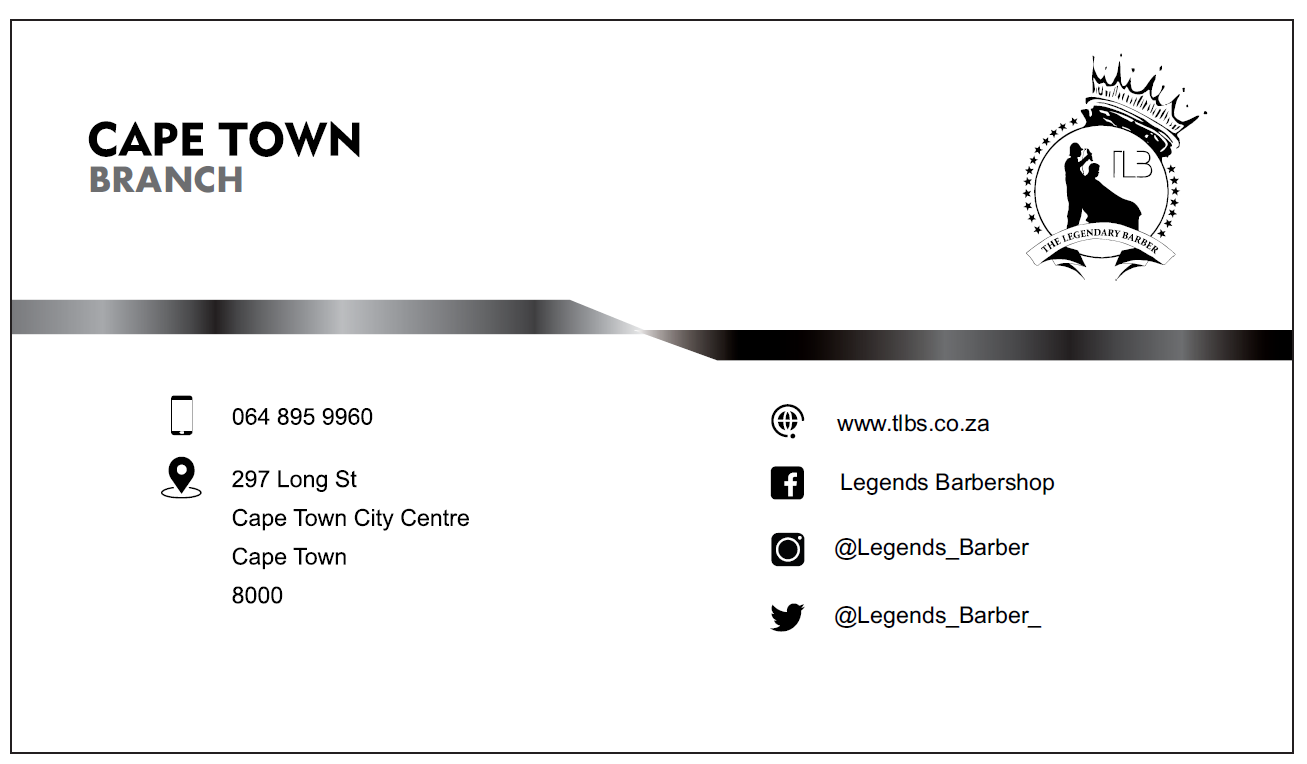 CAPE TOWN
BRANCH
TLB
THE LEGENDARY BARBER
064 895 9960
297 Long St
Cape Town City Centre
Cape Town
8000
www.tlbs.co.za
Legends Barbershop
@Legends_Barber
@Legends_Barber_